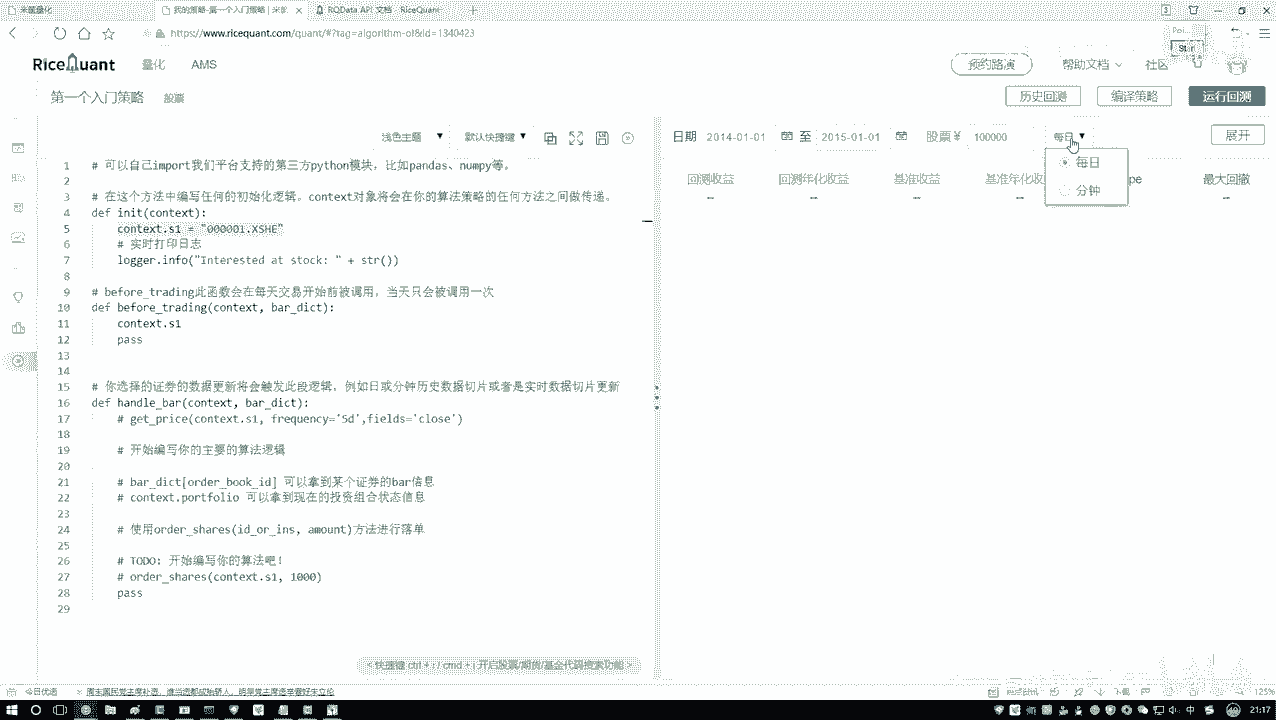 米筐量化
我的策略-第一个入门策略 | 米筐
RQData API 文档 - RiceQuant
https://www.ricequant.com/quant/#?tag=algorithm-ol&id=1340423
RiceQuant 量化 AMS 预约路演 帮助文档 社区
第一个入门策略 股票 历史回测 编译策略 运行回测
浅色主题 默认快捷键
日期 2014-01-01 至 2015-01-01 股票¥ 100000 每日 展开
每日
分钟
回测收益 回测年化收益 基准收益 基准年化收 pe 最大回撤
-- -- -- -- --
1 # 可以自己import我们平台支持的第三方python模块，比如pandas、numpy等。
2
3 # 在这个方法中编写任何的初始化逻辑。context对象将会在你的算法策略的任何方法之间做传递。
4 def init(context):
5 context.s1 = "000001.XSHE"
6 # 实时打印日志
7 logger.info("Interested at stock: " + str())
8
9 # before_trading此函数会在每天交易开始前被调用，当天只会被调用一次
10 def before_trading(context, bar_dict):
11 context.s1
12 pass
13
14
15 # 你选择的证券的数据更新将会触发此段逻辑，例如日或分钟历史数据切片或者是实时数据切片更新
16 def handle_bar(context, bar_dict):
17 # get_price(context.s1, frequency='5d',fields='close')
18
19 # 开始编写你的主要的算法逻辑
20
21 # bar_dict[order_book_id] 可以拿到某个证券的bar信息
22 # context.portfolio 可以拿到现在的投资组合状态信息
23
24 # 使用order_shares(id_or_ins, amount)方法进行落单
25
26 # TODO: 开始编写你的算法吧！
27 # order_shares(context.s1, 1000)
28 pass
29
快捷键 ctrl + i / cmd + i 开启股票/期货/基金代码搜索功能
今日优选
下载
125%
中
21:17